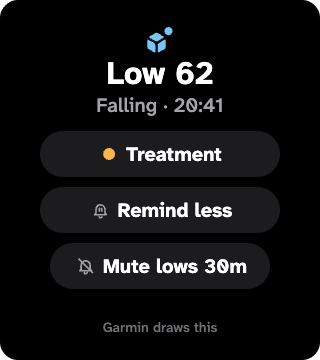 Low 62
Falling · 20:41
Treatment
Remind less
Mute lows 30m
Garmin draws this